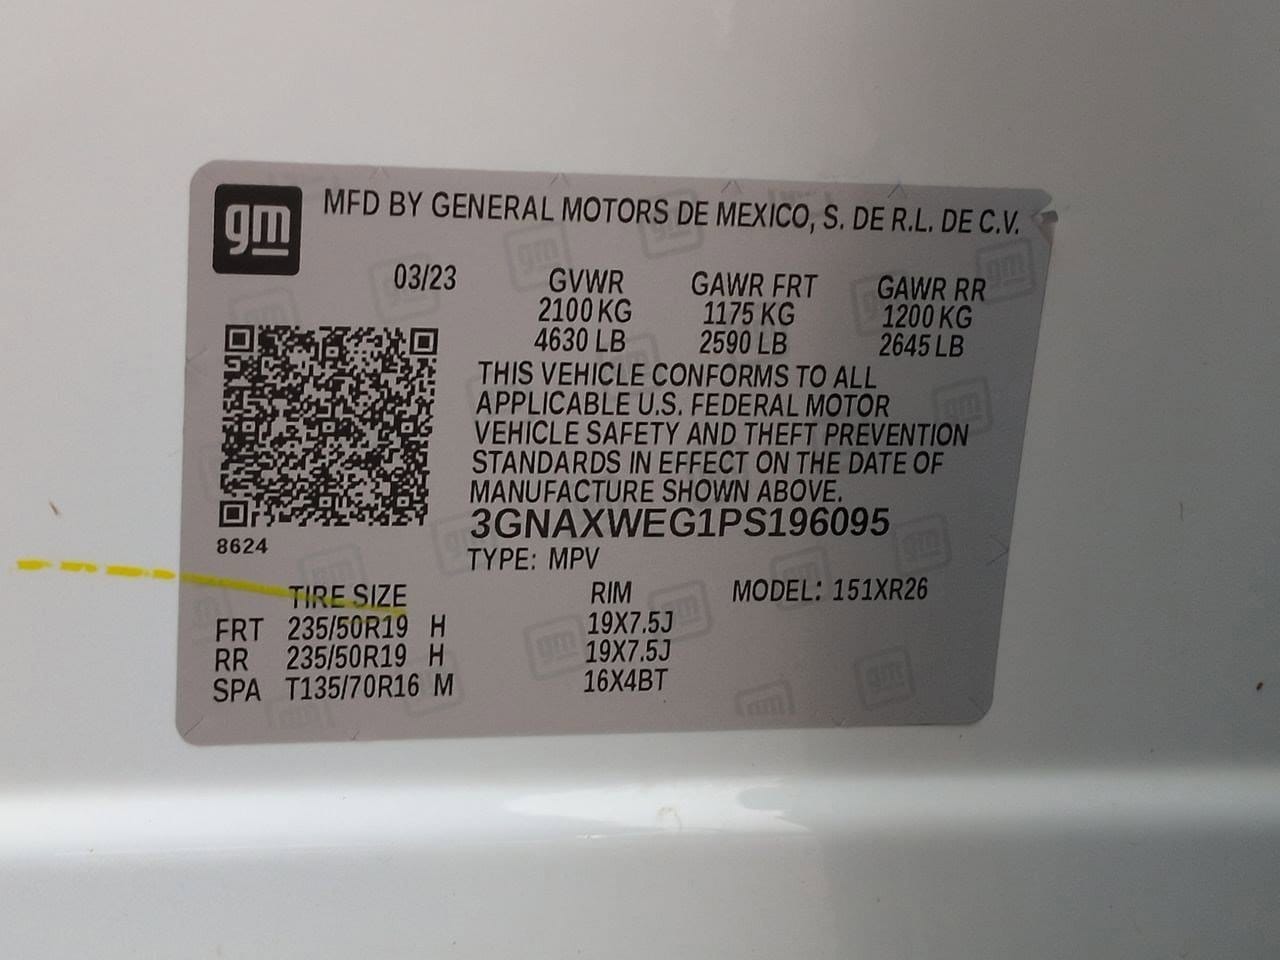 gm MFD BY GENERAL MOTORS DE MEXICO, S. DE R.L. DE C.V.
03/23 GVWR GAWR FRT GAWR RR
2100 KG 1175 KG 1200 KG
4630 LB 2590 LB 2645 LB
THIS VEHICLE CONFORMS TO ALL
APPLICABLE U.S. FEDERAL MOTOR
VEHICLE SAFETY AND THEFT PREVENTION
STANDARDS IN EFFECT ON THE DATE OF
MANUFACTURE SHOWN ABOVE.
3GNAXWEG1PS196095
8624
TYPE: MPV
TIRE SIZE RIM MODEL: 151XR26
FRT 235/50R19 H 19X7.5J
RR 235/50R19 H 19X7.5J
SPA T135/70R16 M 16X4BT